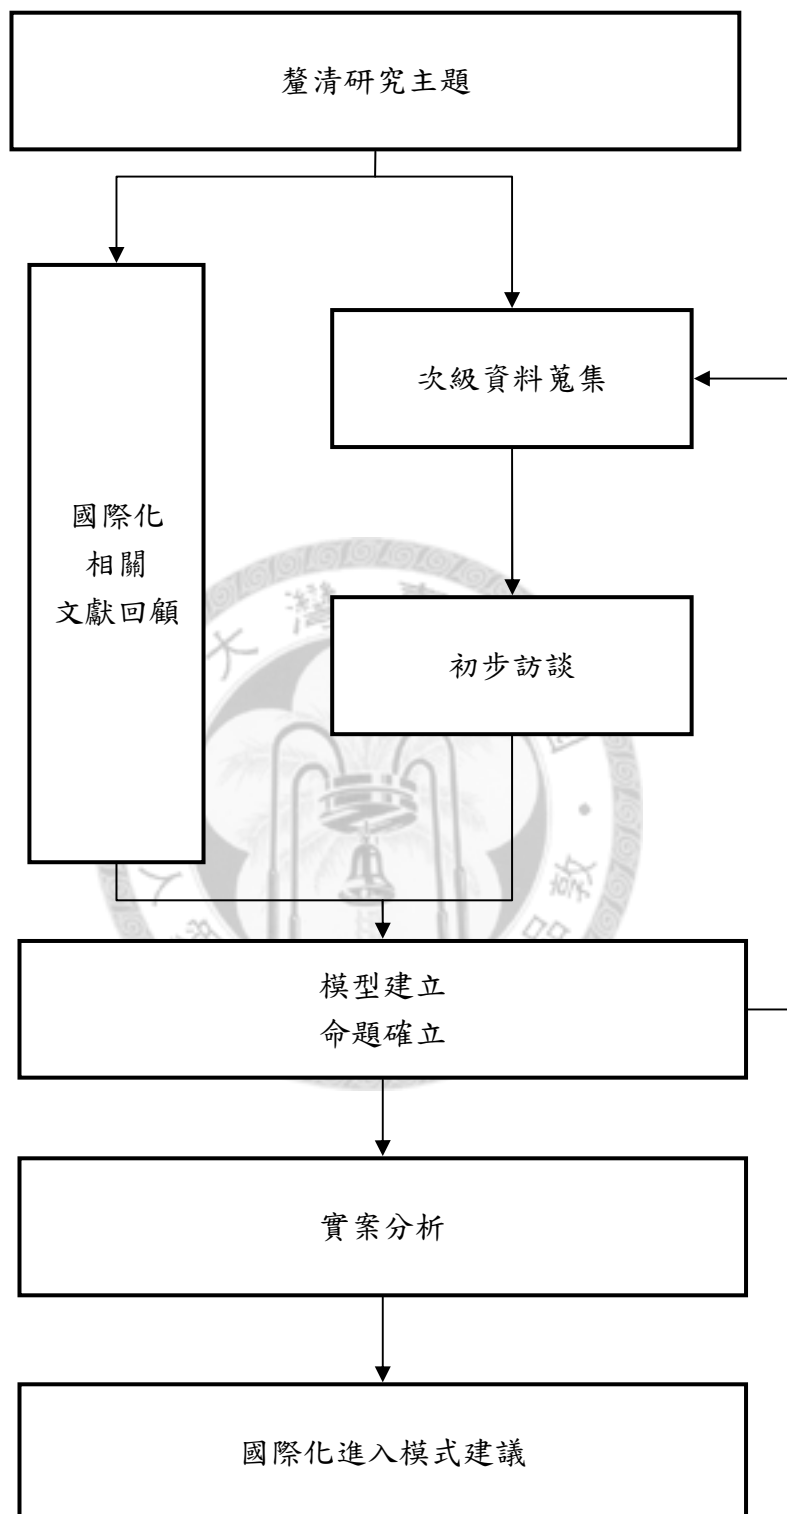 釐清研究主題
次級資料蒐集
國際化
相關
文獻回顧
初步訪談
模型建立
命題確立
實案分析
國際化進入模式建議